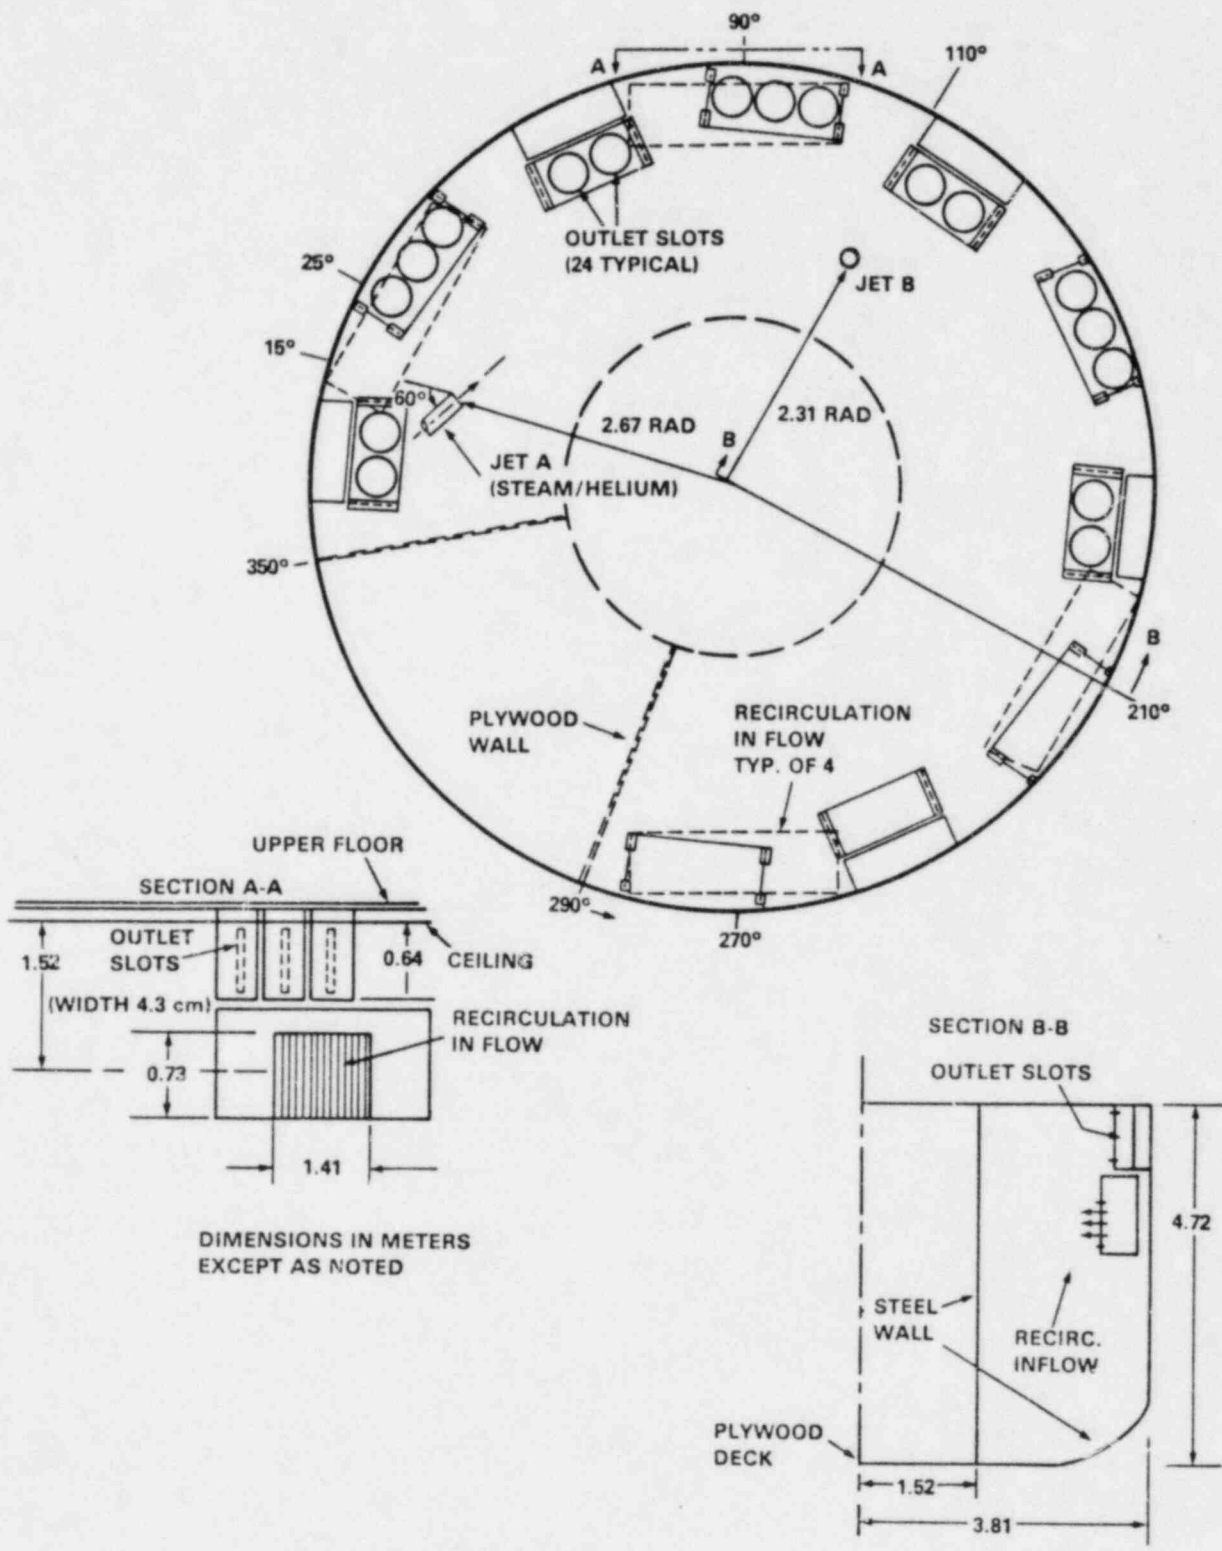 90°
A
A
110°
OUTLET SLOTS
(24 TYPICAL)
25°
JET B
15°
60°
2.67 RAD
2.31 RAD
B
JET A
(STEAM/HELIUM)
350°
B
210°
PLYWOOD
WALL
RECIRCULATION
IN FLOW
TYP. OF 4
290°
270°
UPPER FLOOR
SECTION A-A
OUTLET
SLOTS
1.52
0.64
CEILING
(WIDTH 4.3 cm)
RECIRCULATION
IN FLOW
0.73
1.41
DIMENSIONS IN METERS
EXCEPT AS NOTED
SECTION B-B
OUTLET SLOTS
4.72
STEEL
WALL
RECIRC.
INFLOW
PLYWOOD
DECK
1.52
3.81